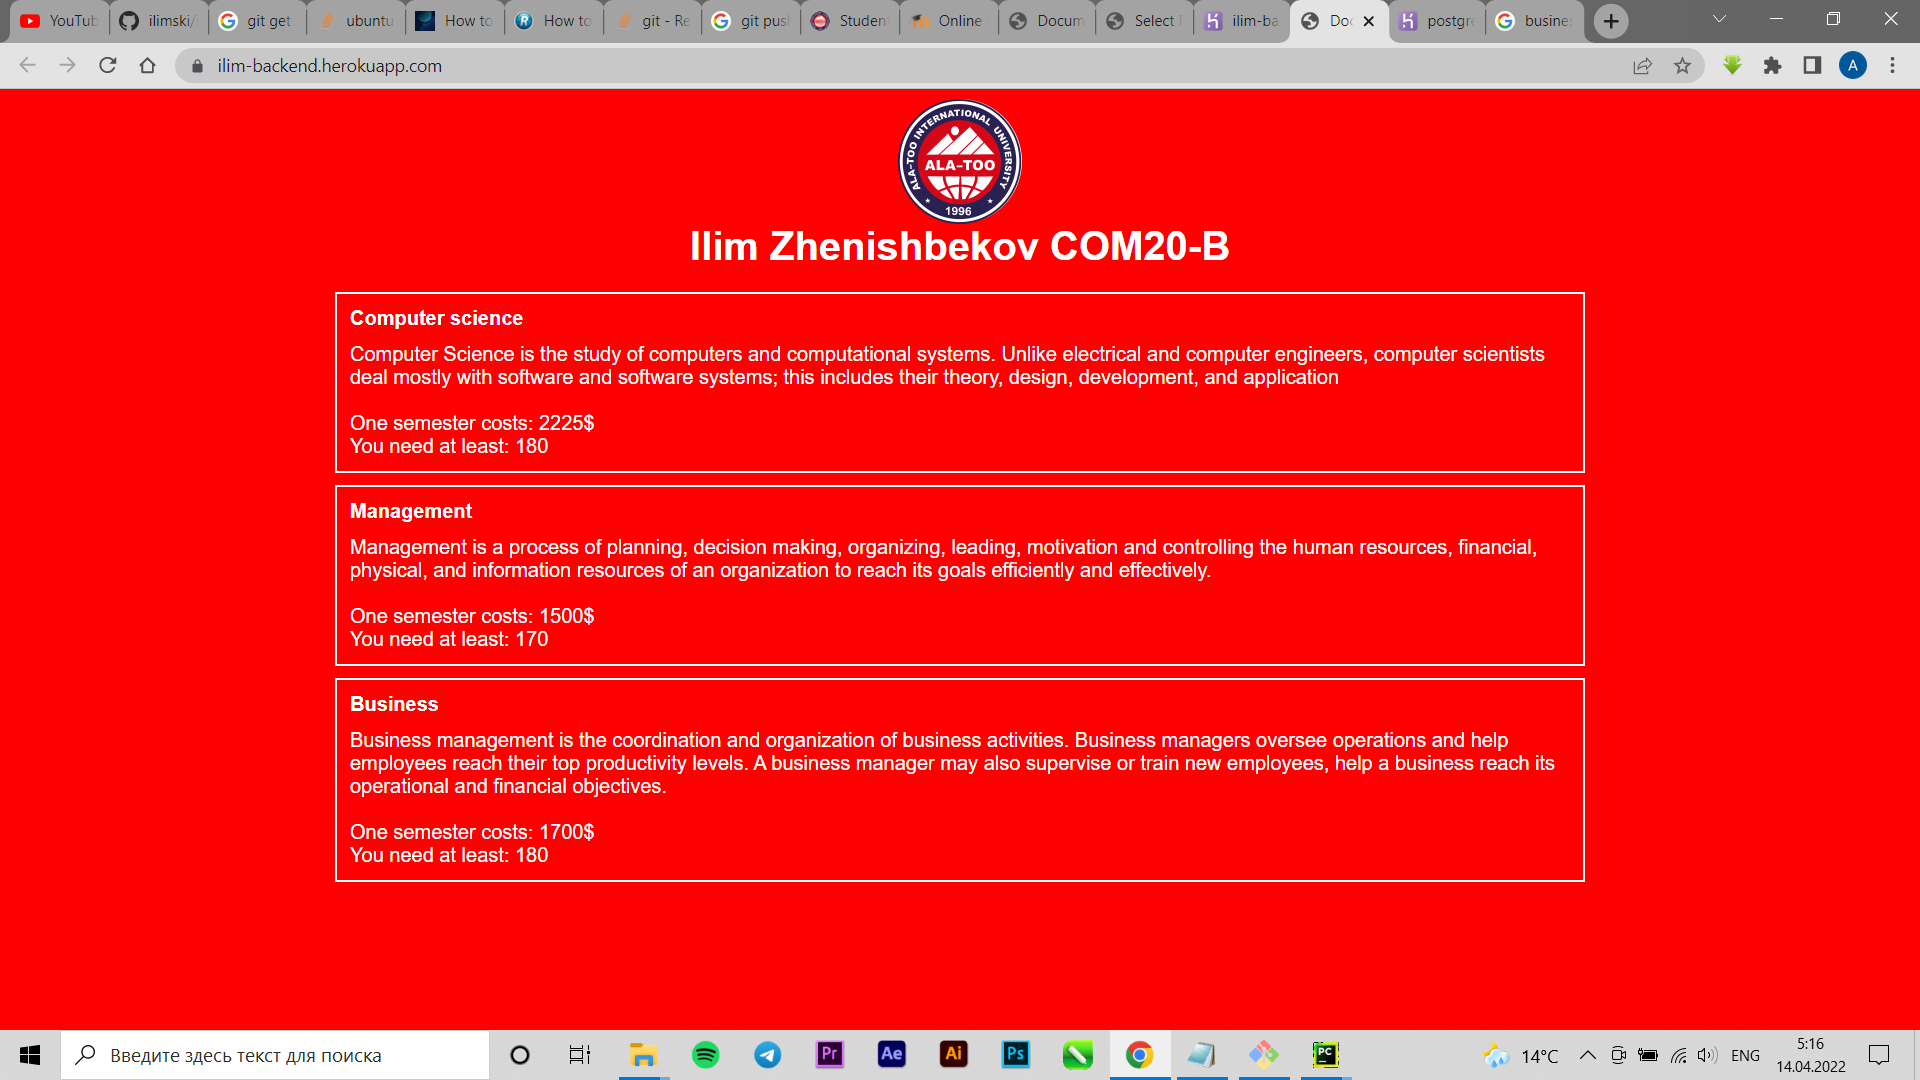 YouTub
ilimski/
git get
ubuntu
How to
How to
git - Re
git pus
Studen
Online
Docum
Select
ilim-ba
Doc
postgre
busine
ilim-backend.herokuapp.com
A
ALA-TOO INTERNATIONAL UNIVERSITY
ALA-TOO
1996
Ilim Zhenishbekov COM20-B
Computer science
Computer Science is the study of computers and computational systems. Unlike electrical and computer engineers, computer scientists
deal mostly with software and software systems; this includes their theory, design, development, and application
One semester costs: 2225$
You need at least: 180
Management
Management is a process of planning, decision making, organizing, leading, motivation and controlling the human resources, financial,
physical, and information resources of an organization to reach its goals efficiently and effectively.
One semester costs: 1500$
You need at least: 170
Business
Business management is the coordination and organization of business activities. Business managers oversee operations and help
employees reach their top productivity levels. A business manager may also supervise or train new employees, help a business reach its
operational and financial objectives.
One semester costs: 1700$
You need at least: 180
Введите здесь текст для поиска
Pr
Ae
Ai
Ps
PC
14°C
ENG
5:16
14.04.2022